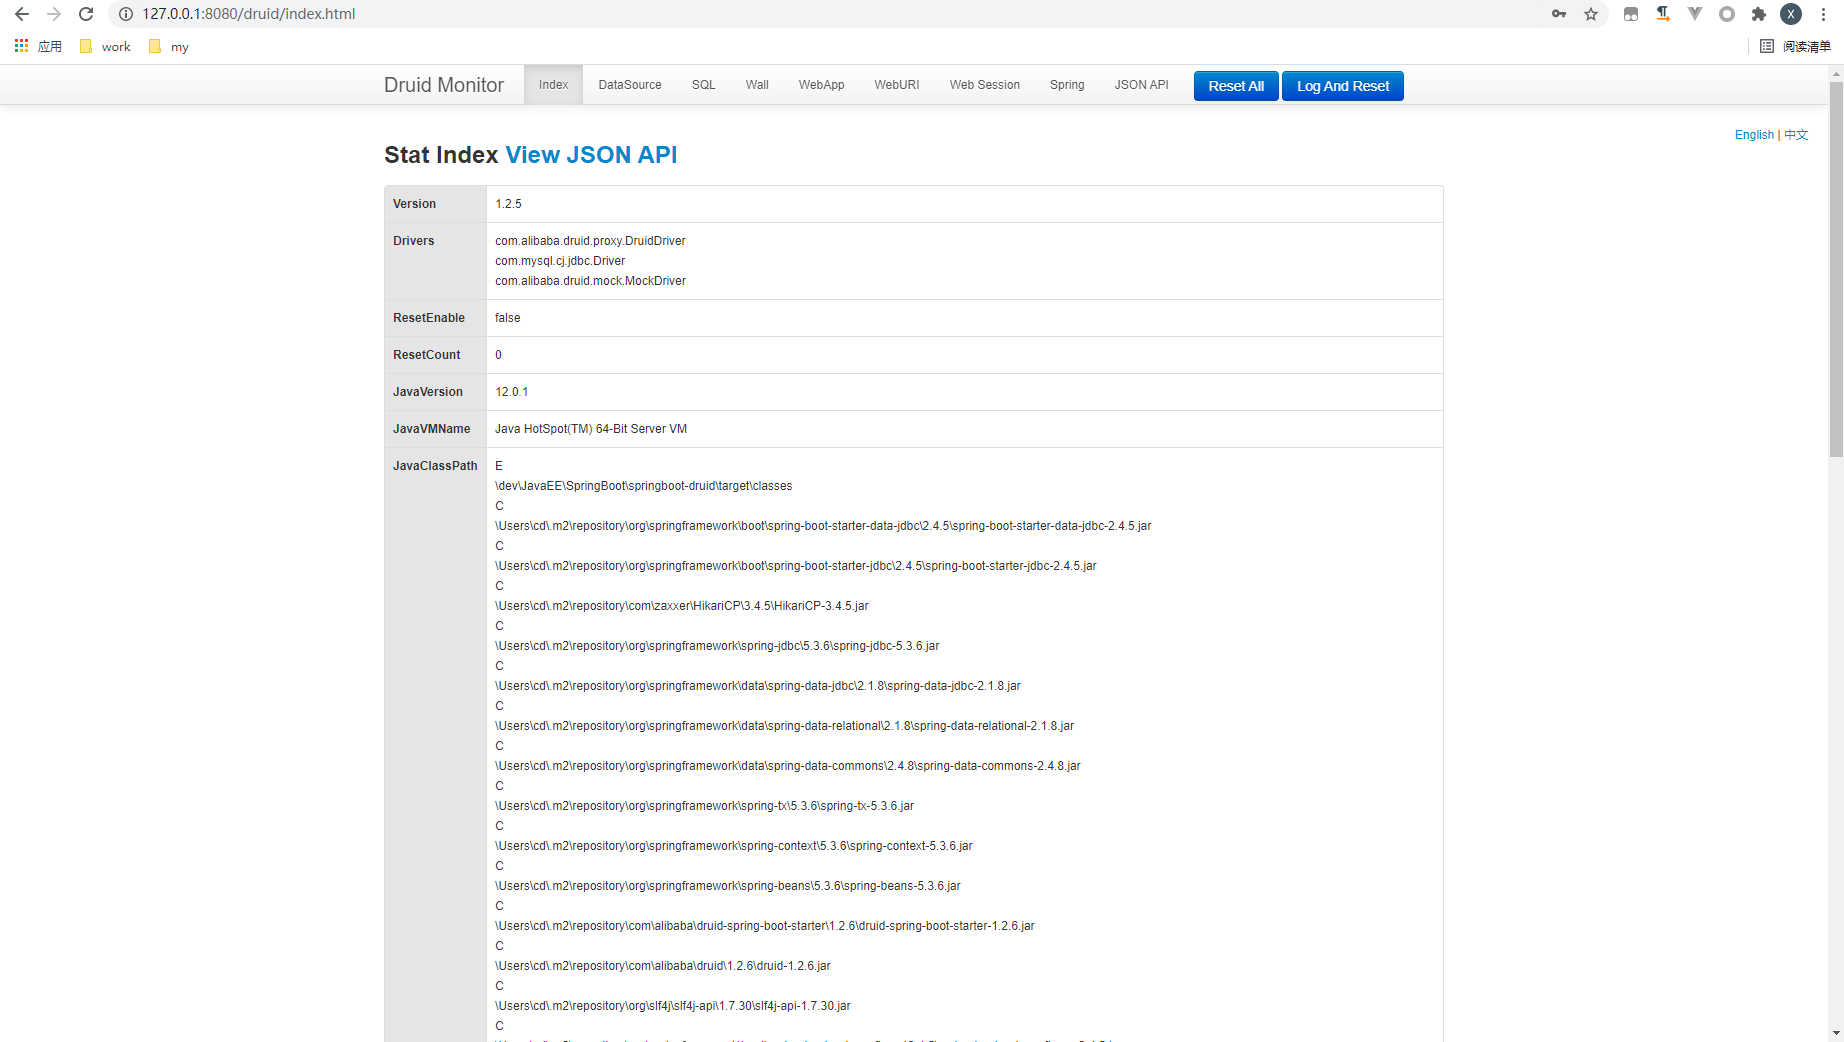 127.0.0.1:8080/druid/index.html
X
应用 work my 阅读清单
Druid Monitor Index DataSource SQL Wall WebApp WebURI Web Session Spring JSON API Reset All Log And Reset
English | 中文
Stat Index View JSON API
Version 1.2.5
Drivers com.alibaba.druid.proxy.DruidDriver
com.mysql.cj.jdbc.Driver
com.alibaba.druid.mock.MockDriver
ResetEnable false
ResetCount 0
JavaVersion 12.0.1
JavaVMName Java HotSpot(TM) 64-Bit Server VM
JavaClassPath E
\dev\JavaEE\SpringBoot\springboot-druid\target\classes
C
\Users\cd\.m2\repository\org\springframework\boot\spring-boot-starter-data-jdbc\2.4.5\spring-boot-starter-data-jdbc-2.4.5.jar
C
\Users\cd\.m2\repository\org\springframework\boot\spring-boot-starter-jdbc\2.4.5\spring-boot-starter-jdbc-2.4.5.jar
C
\Users\cd\.m2\repository\com\zaxxer\HikariCP\3.4.5\HikariCP-3.4.5.jar
C
\Users\cd\.m2\repository\org\springframework\spring-jdbc\5.3.6\spring-jdbc-5.3.6.jar
C
\Users\cd\.m2\repository\org\springframework\data\spring-data-jdbc\2.1.8\spring-data-jdbc-2.1.8.jar
C
\Users\cd\.m2\repository\org\springframework\data\spring-data-relational\2.1.8\spring-data-relational-2.1.8.jar
C
\Users\cd\.m2\repository\org\springframework\data\spring-data-commons\2.4.8\spring-data-commons-2.4.8.jar
C
\Users\cd\.m2\repository\org\springframework\spring-tx\5.3.6\spring-tx-5.3.6.jar
C
\Users\cd\.m2\repository\org\springframework\spring-context\5.3.6\spring-context-5.3.6.jar
C
\Users\cd\.m2\repository\org\springframework\spring-beans\5.3.6\spring-beans-5.3.6.jar
C
\Users\cd\.m2\repository\com\alibaba\druid-spring-boot-starter\1.2.6\druid-spring-boot-starter-1.2.6.jar
C
\Users\cd\.m2\repository\com\alibaba\druid\1.2.6\druid-1.2.6.jar
C
\Users\cd\.m2\repository\org\slf4j\slf4j-api\1.7.30\slf4j-api-1.7.30.jar
C